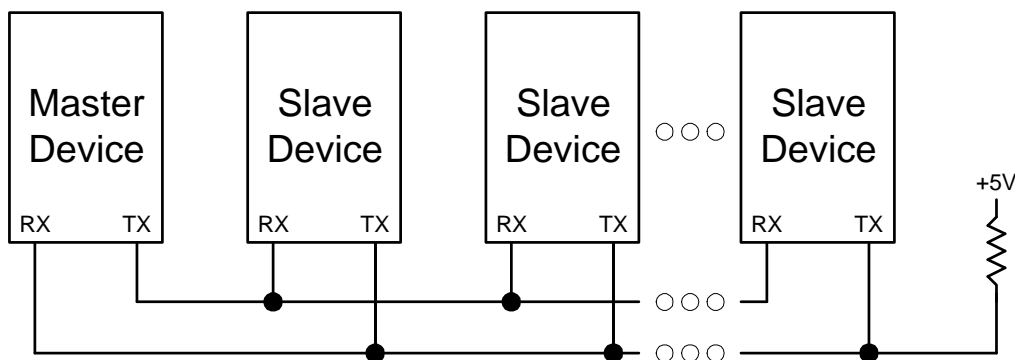 Master
Device
Slave
Device
Slave
Device
Slave
Device
+5V
RX TX
RX TX
RX TX
RX TX